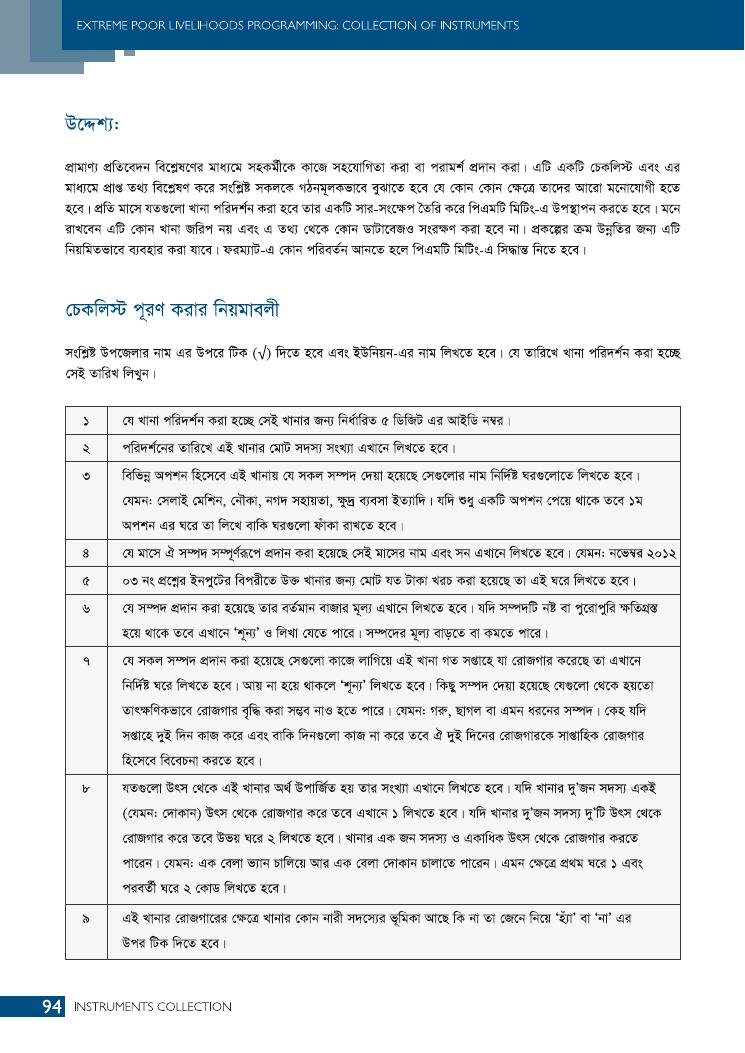 EXTREME POOR LIVELIHOODS PROGRAMMING: COLLECTION OF INSTRUMENTS
উদ্দেশ্য:
প্রামাণ্য প্রতিবেদন বিশ্লেষণের মাধ্যমে সহকর্মীকে কাজে সহযোগিতা করা বা পরামর্শ প্রদান করা। এটি একটি চেকলিস্ট এবং এর
মাধ্যমে প্রাপ্ত তথ্য বিশ্লেষণ করে সংশ্লিষ্ট সকলকে গঠনমূলকভাবে বুঝাতে হবে যে কোন কোন ক্ষেত্রে তাদের আরো মনোযোগী হতে
হবে। প্রতি মাসে যতগুলো খানা পরিদর্শন করা হবে তার একটি সার-সংক্ষেপ তৈরি করে পিএমটি মিটিং-এ উপস্থাপন করতে হবে। মনে
রাখবেন এটি কোন খানা জরিপ নয় এবং এ তথ্য থেকে কোন ডাটাবেজও সংরক্ষণ করা হবে না। প্রকল্পের ক্রম উন্নতির জন্য এটি
নিয়মিতভাবে ব্যবহার করা যাবে। ফরম্যাট-এ কোন পরিবর্তন আনতে হলে পিএমটি মিটিং-এ সিদ্ধান্ত নিতে হবে।
চেকলিস্ট পূরণ করার নিয়মাবলী
সংশ্লিষ্ট উপজেলার নাম এর উপরে টিক (√) দিতে হবে এবং ইউনিয়ন-এর নাম লিখতে হবে। যে তারিখে খানা পরিদর্শন করা হচ্ছে
সেই তারিখ লিখুন।
১ যে খানা পরিদর্শন করা হচ্ছে সেই খানার জন্য নির্ধারিত ৫ ডিজিট এর আইডি নম্বর।
২ পরিদর্শনের তারিখে এই খানার মোট সদস্য সংখ্যা এখানে লিখতে হবে।
৩ বিভিন্ন অপশন হিসেবে এই খানায় যে সকল সম্পদ দেয়া হয়েছে সেগুলোর নাম নির্দিষ্ট ঘরগুলোতে লিখতে হবে।
যেমন: সেলাই মেশিন, নৌকা, নগদ সহায়তা, ক্ষুদ্র ব্যবসা ইত্যাদি। যদি শুধু একটি অপশন পেয়ে থাকে তবে ১ম
অপশন এর ঘরে তা লিখে বাকি ঘরগুলো ফাঁকা রাখতে হবে।
৪ যে মাসে ঐ সম্পদ সম্পূর্ণরূপে প্রদান করা হয়েছে সেই মাসের নাম এবং সন এখানে লিখতে হবে। যেমন: নভেম্বর ২০১২
৫ ০৩ নং প্রশ্নের ইনপুটের বিপরীতে উক্ত খানার জন্য মোট যত টাকা খরচ করা হয়েছে তা এই ঘরে লিখতে হবে।
৬ যে সম্পদ প্রদান করা হয়েছে তার বর্তমান বাজার মূল্য এখানে লিখতে হবে। যদি সম্পদটি নষ্ট বা পুরোপুরি ক্ষতিগ্রস্ত
হয়ে থাকে তবে এখানে ‘শূন্য’ ও লিখা যেতে পারে। সম্পদের মূল্য বাড়তে বা কমতে পারে।
৭ যে সকল সম্পদ প্রদান করা হয়েছে সেগুলো কাজে লাগিয়ে এই খানা গত সপ্তাহে যা রোজগার করেছে তা এখানে
নির্দিষ্ট ঘরে লিখতে হবে। আয় না হয়ে থাকলে ‘শূন্য’ লিখতে হবে। কিছু সম্পদ দেয়া হয়েছে যেগুলো থেকে হয়তো
তাৎক্ষণিকভাবে রোজগার বৃদ্ধি করা সম্ভব নাও হতে পারে। যেমন: গরু, ছাগল বা এমন ধরনের সম্পদ। কেহ যদি
সপ্তাহে দুই দিন কাজ করে এবং বাকি দিনগুলো কাজ না করে তবে ঐ দুই দিনের রোজগারকে সাপ্তাহিক রোজগার
হিসেবে বিবেচনা করতে হবে।
৮ যতগুলো উৎস থেকে এই খানার অর্থ উপার্জিত হয় তার সংখ্যা এখানে লিখতে হবে। যদি খানার দু’জন সদস্য একই
(যেমন: দোকান) উৎস থেকে রোজগার করে তবে এখানে ১ লিখতে হবে। যদি খানার দু’জন সদস্য দু’টি উৎস থেকে
রোজগার করে তবে উভয় ঘরে ২ লিখতে হবে। খানার এক জন সদস্য ও একাধিক উৎস থেকে রোজগার করতে
পারেন। যেমন: এক বেলা ভ্যান চালিয়ে আর এক বেলা দোকান চালাতে পারেন। এমন ক্ষেত্রে প্রথম ঘরে ১ এবং
পরবর্তী ঘরে ২ কোড লিখতে হবে।
৯ এই খানার রোজগারের ক্ষেত্রে খানার কোন নারী সদস্যের ভূমিকা আছে কি না তা জেনে নিয়ে ‘হ্যাঁ’ বা ‘না’ এর
উপর টিক দিতে হবে।
94 INSTRUMENTS COLLECTION